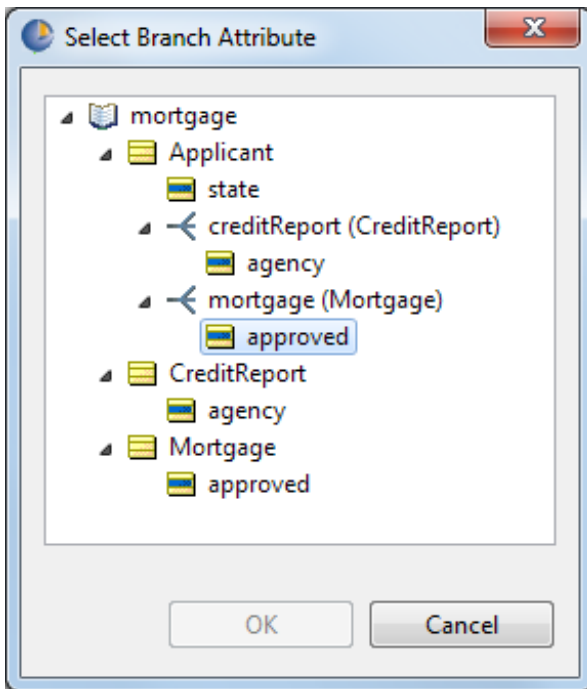 Select Branch Attribute
mortgage
Applicant
state
creditReport (CreditReport)
agency
mortgage (Mortgage)
approved
CreditReport
agency
Mortgage
approved
OK
Cancel